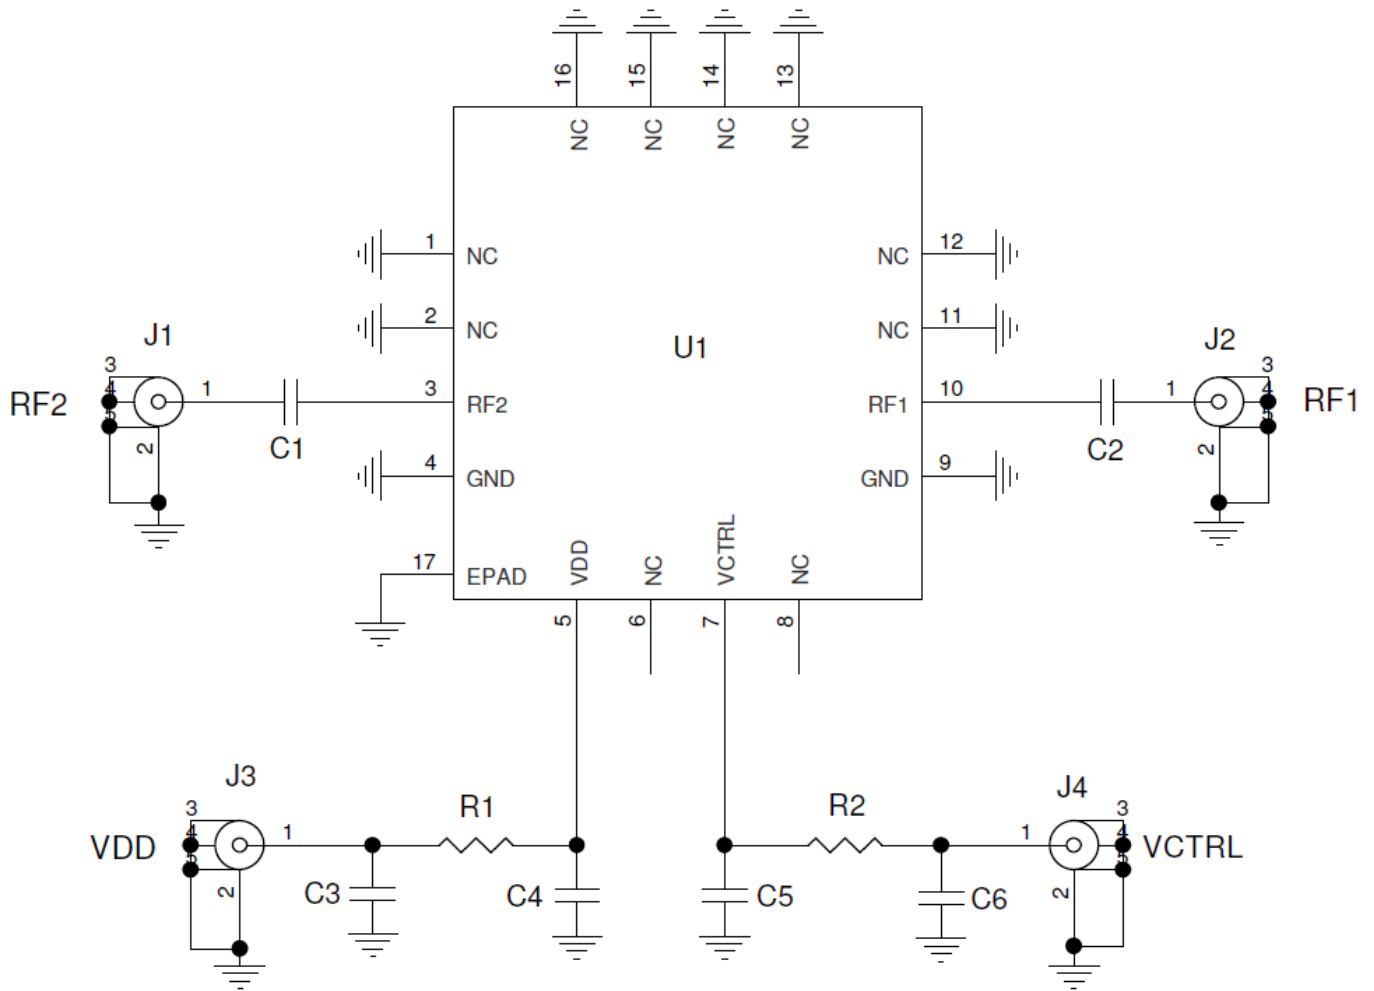 16 15 14 13
NC NC NC NC
1 NC NC 12
2 NC NC 11
U1
J1 J2
3 3
RF2 4 1 3 RF2 RF1 10 1 4 RF1
5 5
C1 C2
2 2
4 GND GND 9
17 EPAD VDD NC VCTRL NC
5 6 7 8
J3 J4
R1 R2
3 3
VDD 4 1 1 4 VCTRL
5 5
2 C3 C4 C5 C6 2